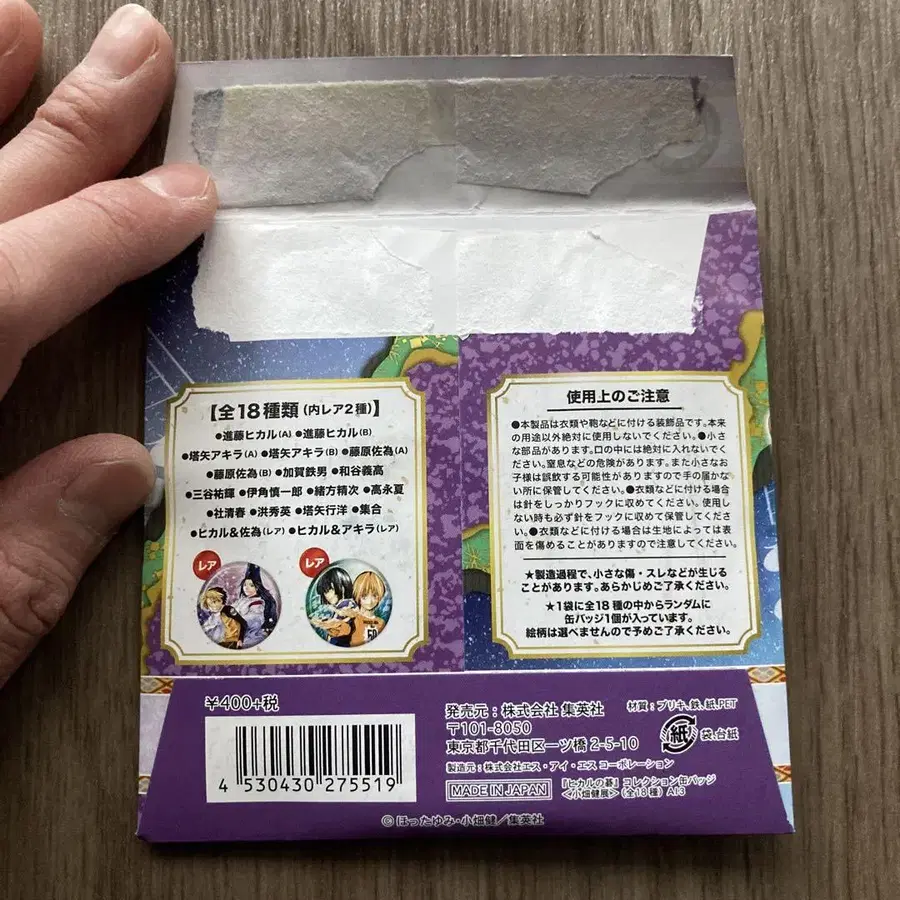 【全18種類(内レア2種)】
●進藤ヒカル(A) ●進藤ヒカル(B)
●塔矢アキラ(A) ●塔矢アキラ(B) ●藤原佐為(A)
●藤原佐為(B) ●加賀鉄男 ●和谷義高
●三谷祐輝 ●伊角慎一郎 ●緒方精次 ●高永夏
●社清春 ●洪秀英 ●塔矢行洋 ●集合
●ヒカル&佐為(レア) ●ヒカル&アキラ(レア)
レア
レア
使用上のご注意
●本製品は衣類や鞄などに付ける装飾品です。本来
の用途以外絶対に使用しないでください。●小さ
な部品があります。口の中には絶対に入れないでく
ださい。窒息などの危険があります。また小さなお
子様は誤飲する可能性がありますので手の届かな
い所に保管してください。●衣類などに付ける場合
は針をしっかりフックに収めてください。使用し
ない時も必ず針をフックに収めて保管してくださ
い。●衣類などに付ける場合は生地によっては表
面を傷めることがありますので注意してください。
★製造過程で、小さな傷・スレなどが生じる
ことがあります。あらかじめご了承ください。
★1袋に全18種の中からランダムに
缶バッジ1個が入っています。
絵柄は選べませんので予めご了承ください。
¥400+税
4 530430 275519
発売元:株式会社 集英社
〒101-8050
東京都千代田区一ツ橋 2-5-10
製造元:株式会社エス・アイ・エス コーポレーション
MADE IN JAPAN
材質:ブリキ、鉄、紙、PET
紙
袋、台紙
『ヒカルの碁』コレクション缶バッジ
<小畑健展>(全18種) A13
©ほったゆみ・小畑健/集英社